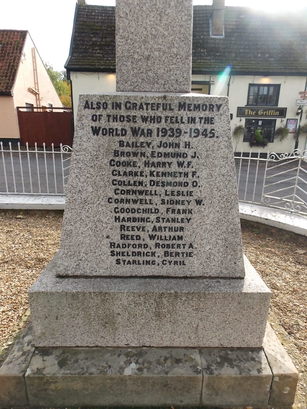 ALSO IN GRATEFUL MEMORY
OF THOSE WHO FELL IN THE
WORLD WAR 1939-1945.
BAILEY, JOHN H.
BROWN, EDMUND J.
COOKE, HARRY W.F.
CLARKE, KENNETH F.
COLLEN, DESMOND O.
CORNWELL, LESLIE
CORNWELL, SIDNEY W.
GOODCHILD, FRANK
HARDING, STANLEY
REEVE, ARTHUR
REED, WILLIAM
RADFORD, ROBERT A.
SHELDRICK, BERTIE
STARLING, CYRIL
The Griffin